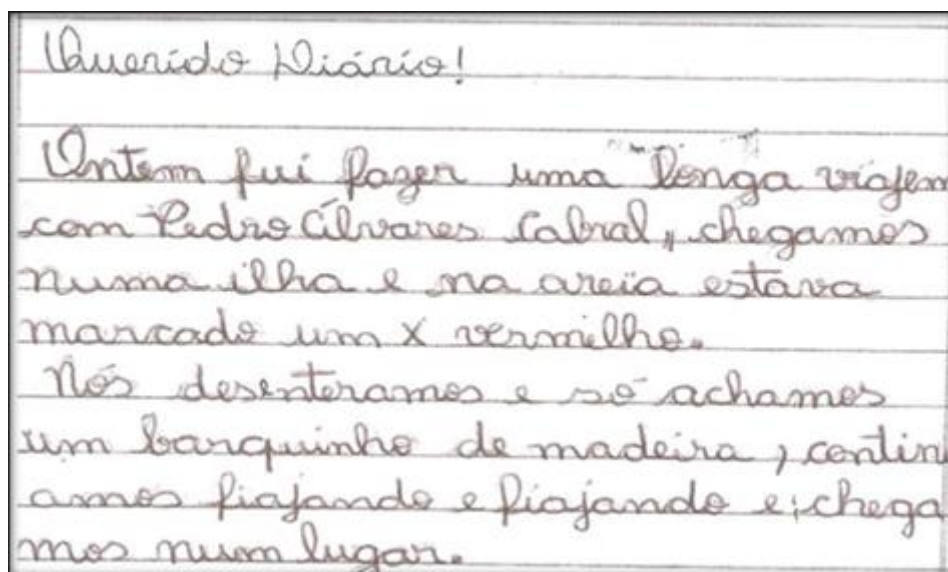 Querido Diário!
Ontem fui fazer uma longa viajem
com Pedro Álvares Cabral, chegamos
numa ilha e na areia estava
marcado um X vermilho.
Nós desenteramos e só achamos
um barquinho de madeira, contin
amos fiajando e fiajando e; chega
mos num lugar.